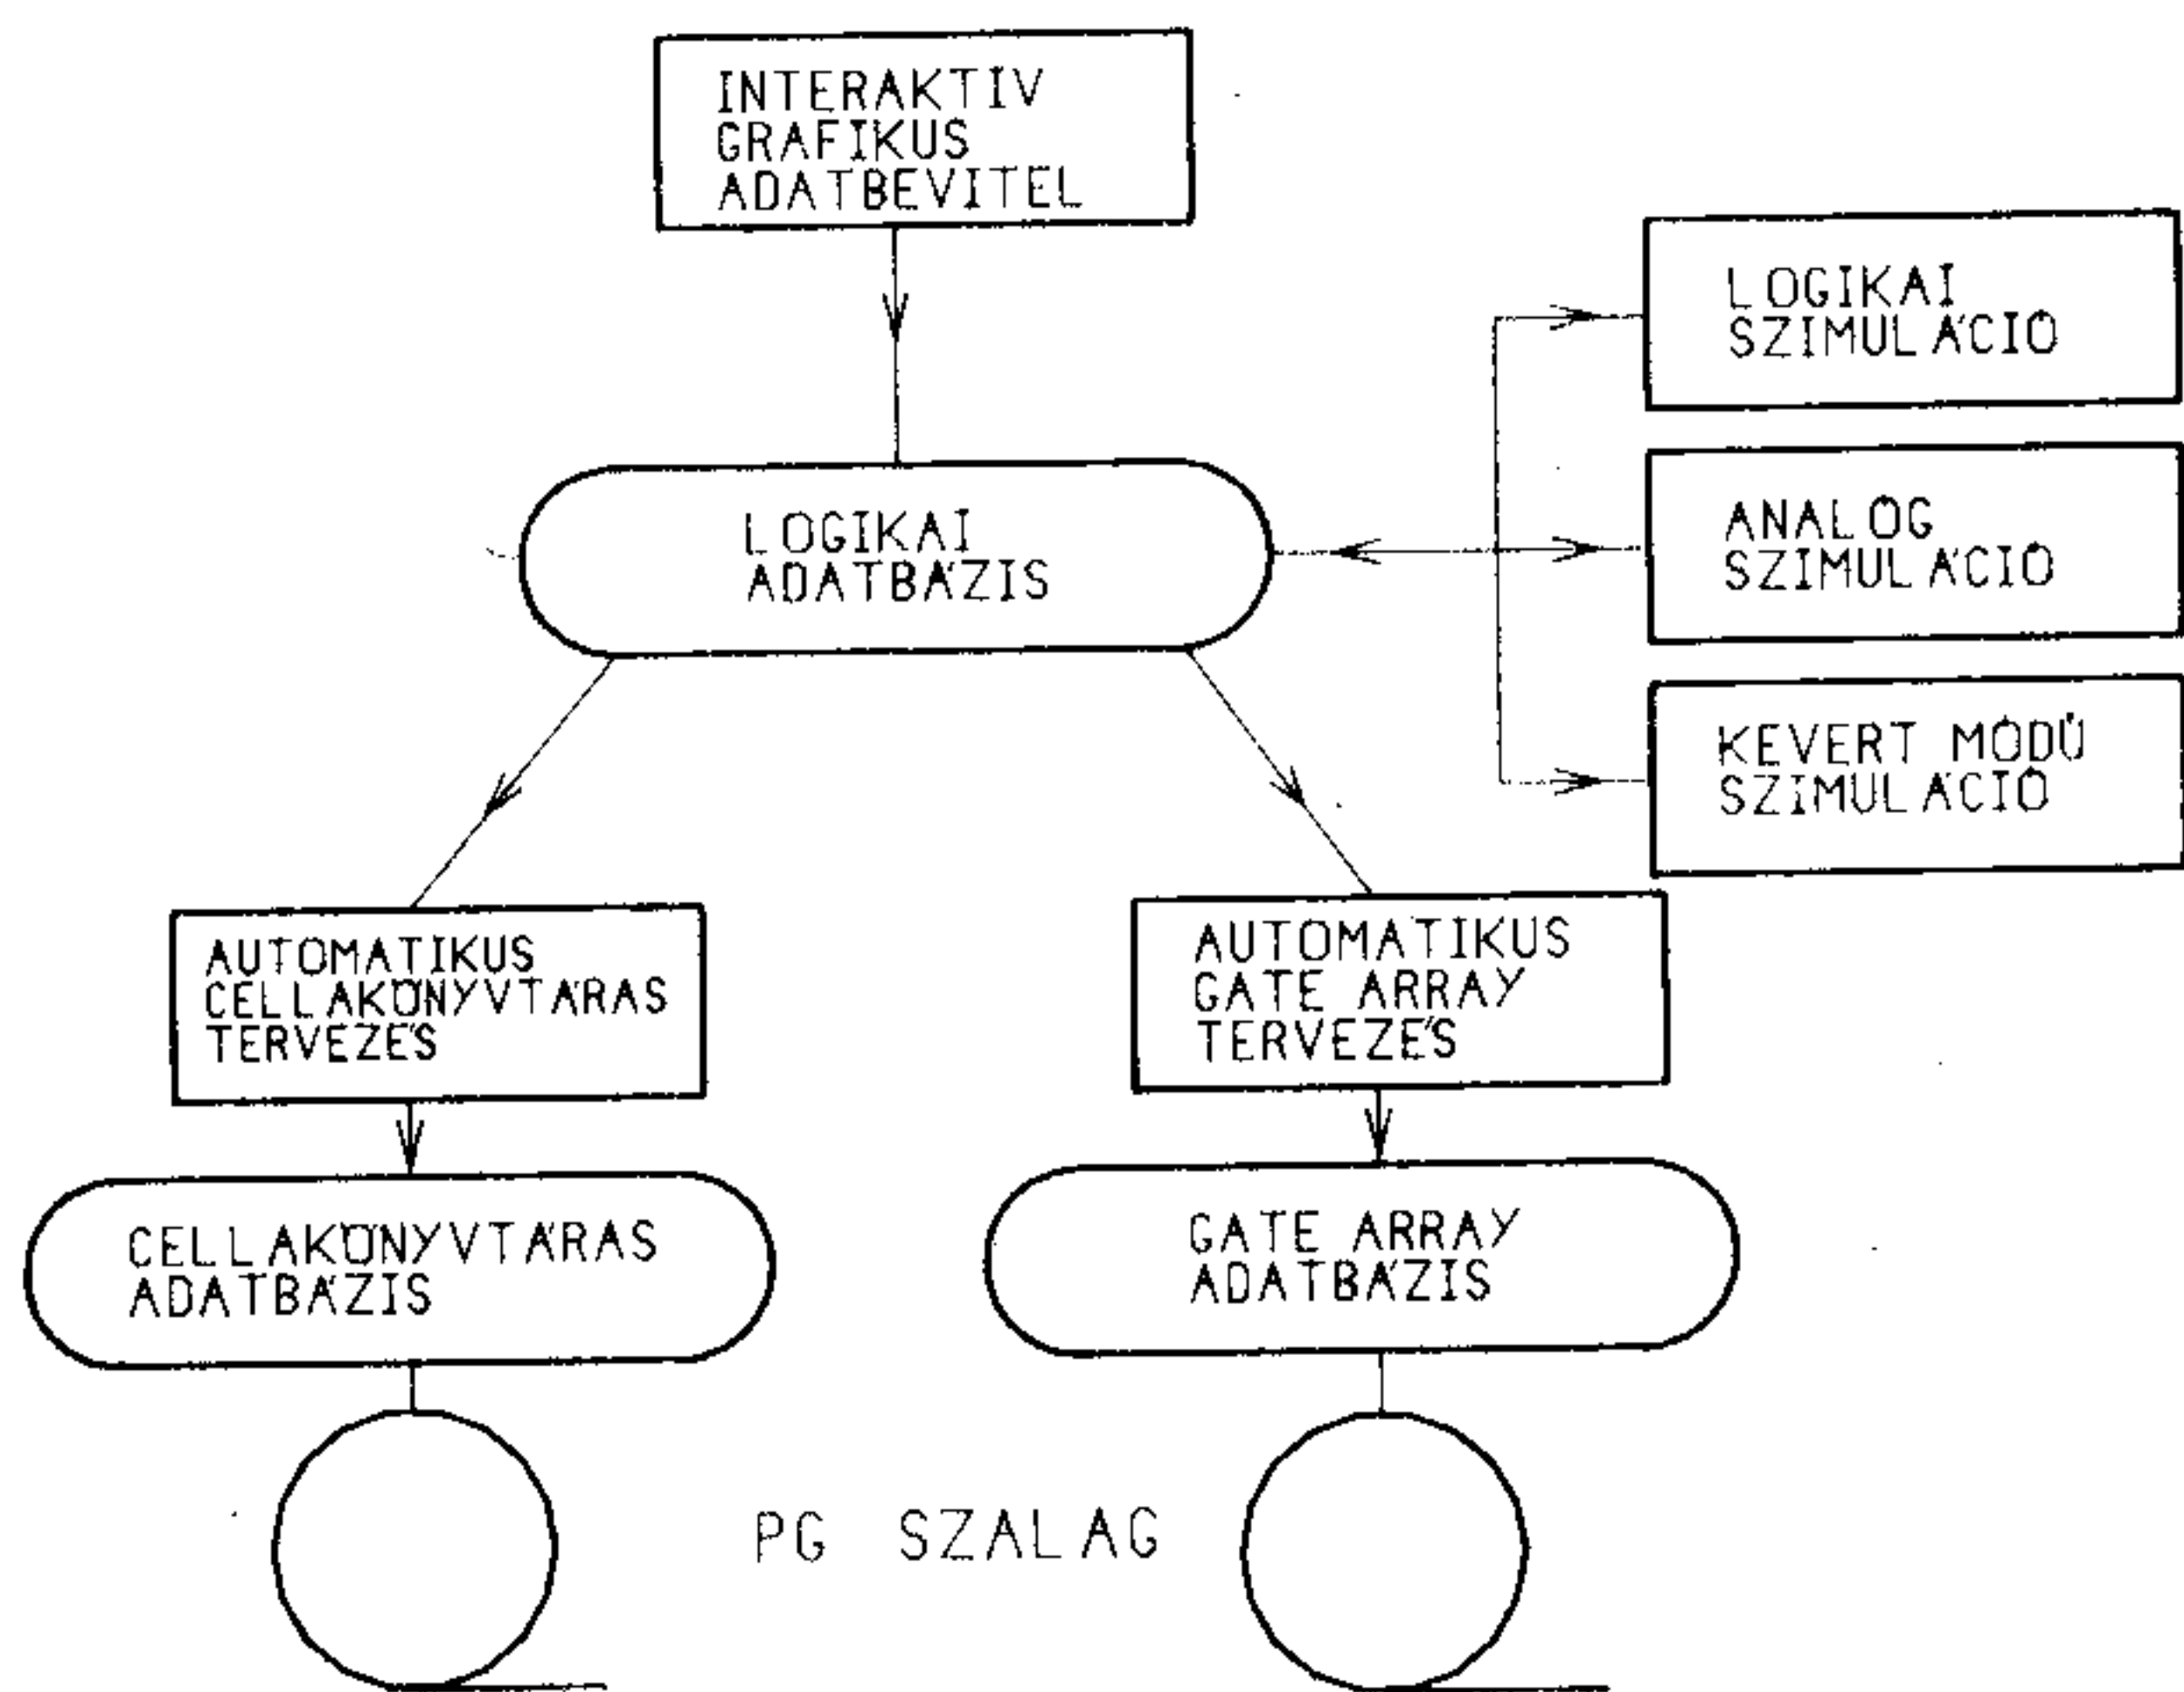 INTERAKTIV
GRAFIKUS
ADATBEVITEL
LOGIKAI
SZIMULÁCIÓ
LOGIKAI
ADATBÁZIS
ANALÓG
SZIMULÁCIÓ
KEVERT MÓDÚ
SZIMULÁCIÓ
AUTOMATIKUS
CELLAKÖNYVTÁRAS
TERVEZÉS
AUTOMATIKUS
GATE ARRAY
TERVEZÉS
CELLAKÖNYVTÁRAS
ADATBÁZIS
GATE ARRAY
ADATBÁZIS
PG SZALAG